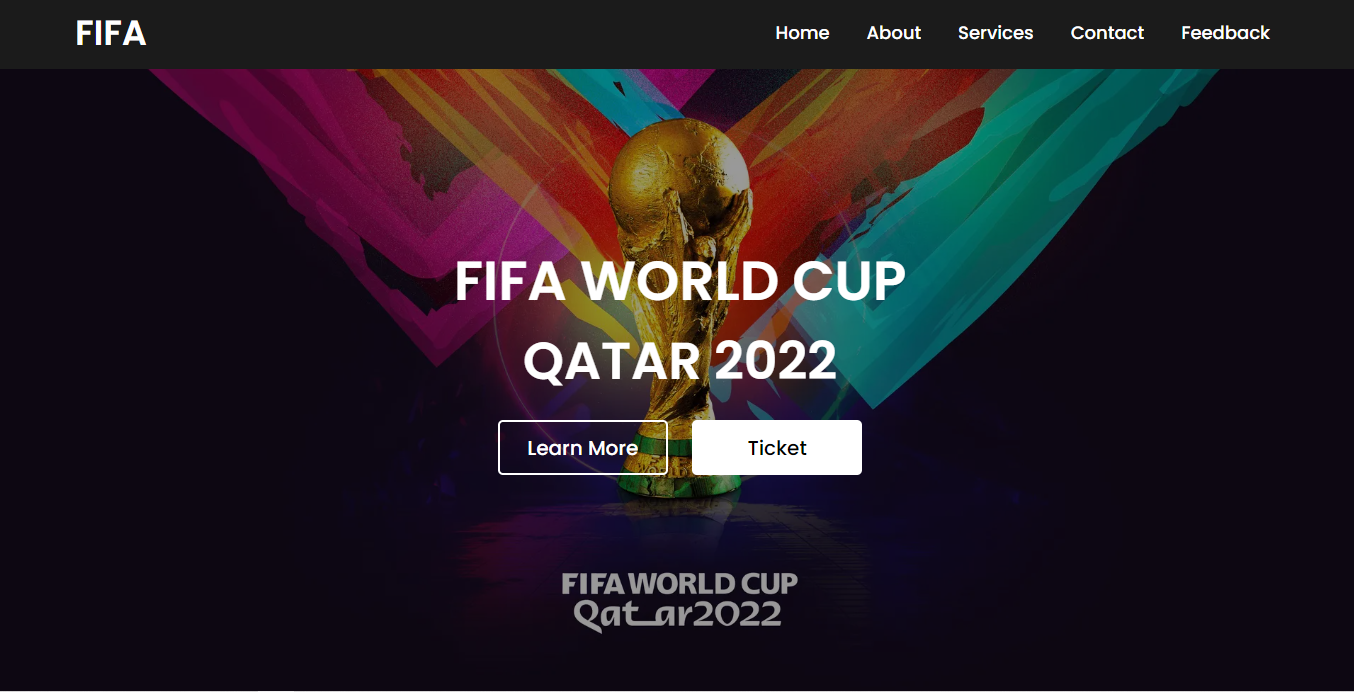 FIFA
Home About Services Contact Feedback
FIFA WORLD CUP
QATAR 2022
Learn More
Ticket
FIFA WORLD CUP
Qatar2022